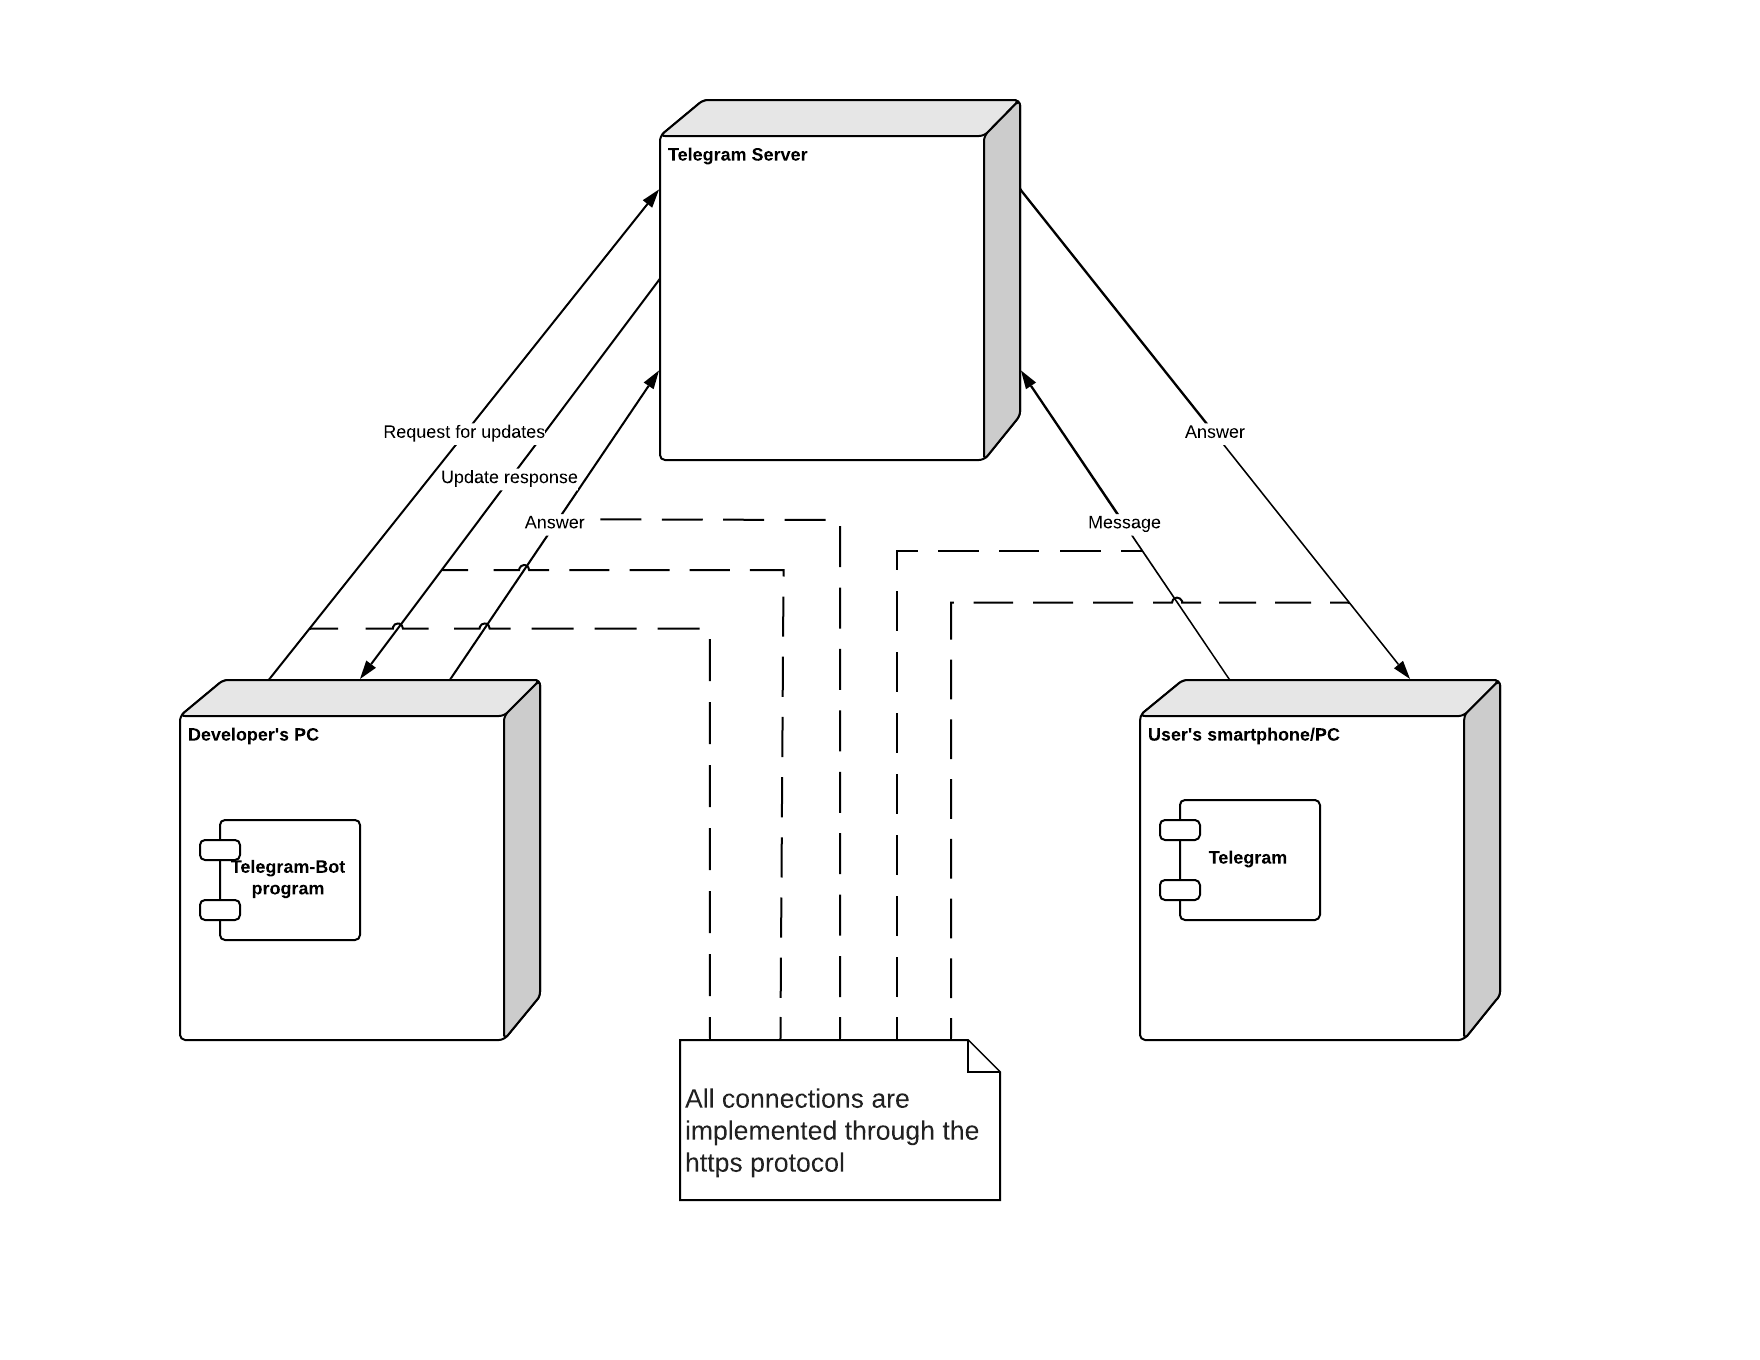 Telegram Server
Request for updates
Answer
Update response
Answer
Message
Developer's PC
User's smartphone/PC
Telegram-Bot
program
Telegram
All connections are
implemented through the
https protocol